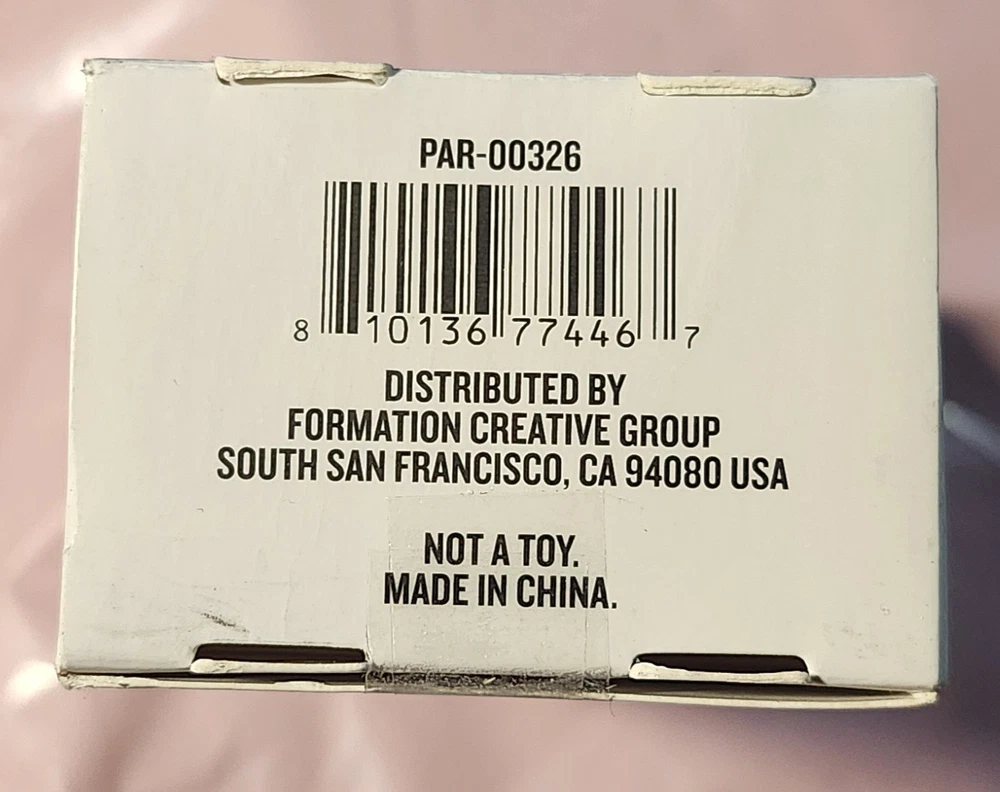 PAR-00326
8 10136 77446 7
DISTRIBUTED BY
FORMATION CREATIVE GROUP
SOUTH SAN FRANCISCO, CA 94080 USA
NOT A TOY.
MADE IN CHINA.